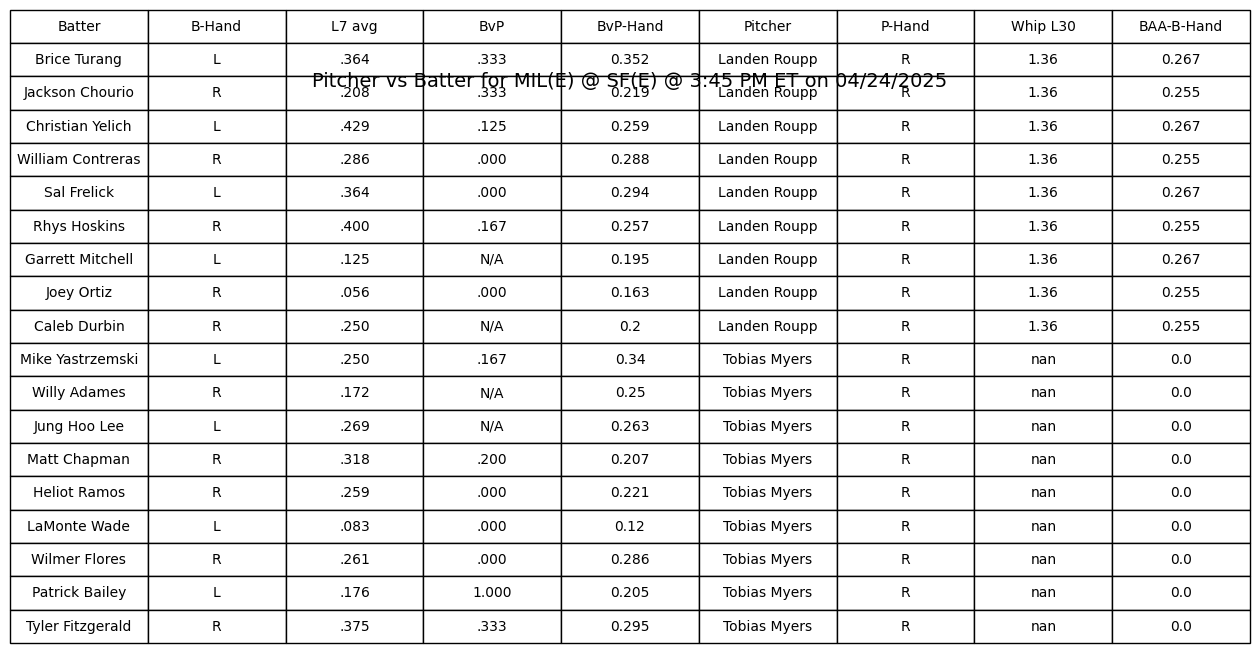 Batter B-Hand L7 avg BvP BvP-Hand Pitcher P-Hand Whip L30 BAA-B-Hand
Brice Turang L .364 .333 0.352 Landen Roupp R 1.36 0.267
Pitcher vs Batter for MIL(E) @ SF(E) @ 3:45 PM ET on 04/24/2025
Jackson Chourio R .208 .333 0.219 Landen Roupp R 1.36 0.255
Christian Yelich L .429 .125 0.259 Landen Roupp R 1.36 0.267
William Contreras R .286 .000 0.288 Landen Roupp R 1.36 0.255
Sal Frelick L .364 .000 0.294 Landen Roupp R 1.36 0.267
Rhys Hoskins R .400 .167 0.257 Landen Roupp R 1.36 0.255
Garrett Mitchell L .125 N/A 0.195 Landen Roupp R 1.36 0.267
Joey Ortiz R .056 .000 0.163 Landen Roupp R 1.36 0.255
Caleb Durbin R .250 N/A 0.2 Landen Roupp R 1.36 0.255
Mike Yastrzemski L .250 .167 0.34 Tobias Myers R nan 0.0
Willy Adames R .172 N/A 0.25 Tobias Myers R nan 0.0
Jung Hoo Lee L .269 N/A 0.263 Tobias Myers R nan 0.0
Matt Chapman R .318 .200 0.207 Tobias Myers R nan 0.0
Heliot Ramos R .259 .000 0.221 Tobias Myers R nan 0.0
LaMonte Wade L .083 .000 0.12 Tobias Myers R nan 0.0
Wilmer Flores R .261 .000 0.286 Tobias Myers R nan 0.0
Patrick Bailey L .176 1.000 0.205 Tobias Myers R nan 0.0
Tyler Fitzgerald R .375 .333 0.295 Tobias Myers R nan 0.0